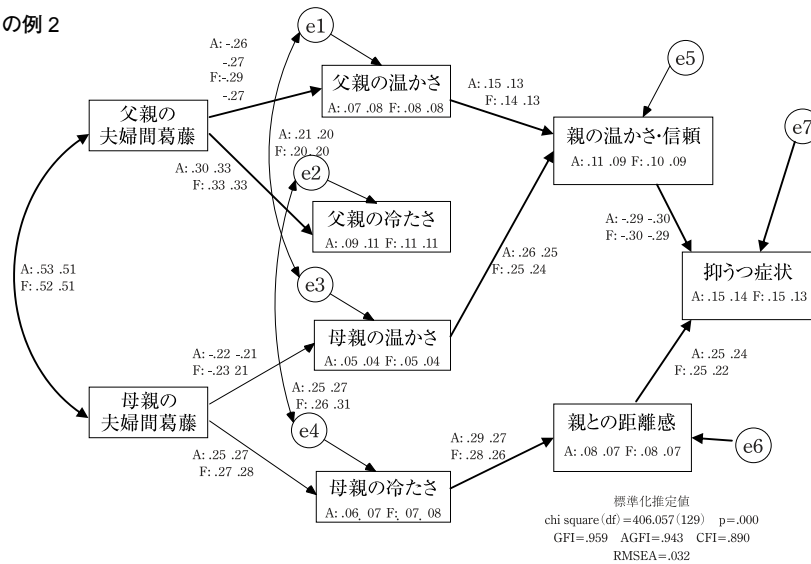 の例 2
e1
A: -.26
-.27
F:-.29
-.27
父親の温かさ
A: .07 .08 F: .08 .08
A: .15 .13
F: .14 .13
e5
父親の
夫婦間葛藤
親の温かさ・信頼
A: .11 .09 F: .10 .09
e7
A: .21 .20
F: .20 .20
e2
A: .30 .33
F: .33 .33
父親の冷たさ
A: .09 .11 F: .11 .11
A: -.29 -.30
F: -.30 -.29
A: .53 .51
F: .52 .51
A: .26 .25
F: .25 .24
抑うつ症状
A: .15 .14 F: .15 .13
e3
母親の温かさ
A: .05 .04 F: .05 .04
A: -.22 -.21
F: -.23 21
A: .25 .24
F: .25 .22
母親の
夫婦間葛藤
A: .25 .27
F: .26 .31
e4
親との距離感
A: .08 .07 F: .08 .07
e6
A: .25 .27
F: .27 .28
A: .29 .27
F: .28 .26
母親の冷たさ
A: .06. 07 F: .07 .08
標準化推定値
chi square(df)=406.057(129) p=.000
GFI=.959 AGFI=.943 CFI=.890
RMSEA=.032